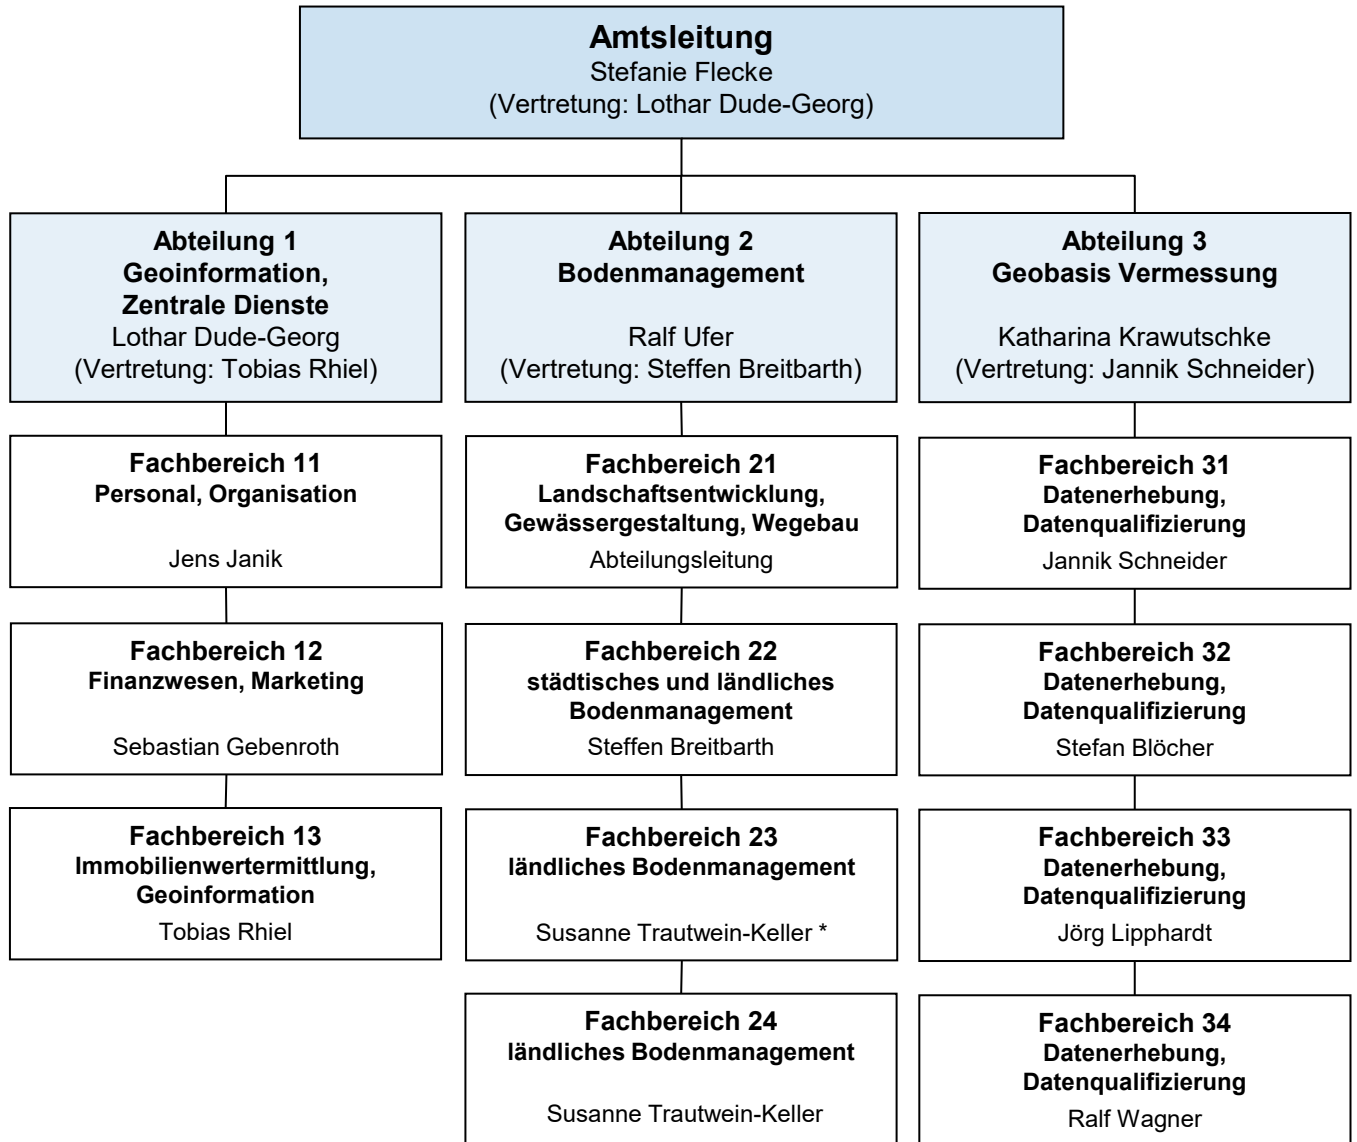 Amtsleitung
Stefanie Flecke
(Vertretung: Lothar Dude-Georg)
Abteilung 1
Geoinformation,
Zentrale Dienste
Lothar Dude-Georg
(Vertretung: Tobias Rhiel)
Fachbereich 11
Personal, Organisation
Jens Janik
Fachbereich 12
Finanzwesen, Marketing
Sebastian Gebenroth
Fachbereich 13
Immobilienwertermittlung,
Geoinformation
Tobias Rhiel
Abteilung 2
Bodenmanagement
Ralf Ufer
(Vertretung: Steffen Breitbarth)
Fachbereich 21
Landschaftsentwicklung,
Gewässergestaltung, Wegebau
Abteilungsleitung
Fachbereich 22
städtisches und ländliches
Bodenmanagement
Steffen Breitbarth
Fachbereich 23
ländliches Bodenmanagement
Susanne Trautwein-Keller *
Fachbereich 24
ländliches Bodenmanagement
Susanne Trautwein-Keller
Abteilung 3
Geobasis Vermessung
Katharina Krawutschke
(Vertretung: Jannik Schneider)
Fachbereich 31
Datenerhebung,
Datenqualifizierung
Jannik Schneider
Fachbereich 32
Datenerhebung,
Datenqualifizierung
Stefan Blöcher
Fachbereich 33
Datenerhebung,
Datenqualifizierung
Jörg Lipphardt
Fachbereich 34
Datenerhebung,
Datenqualifizierung
Ralf Wagner